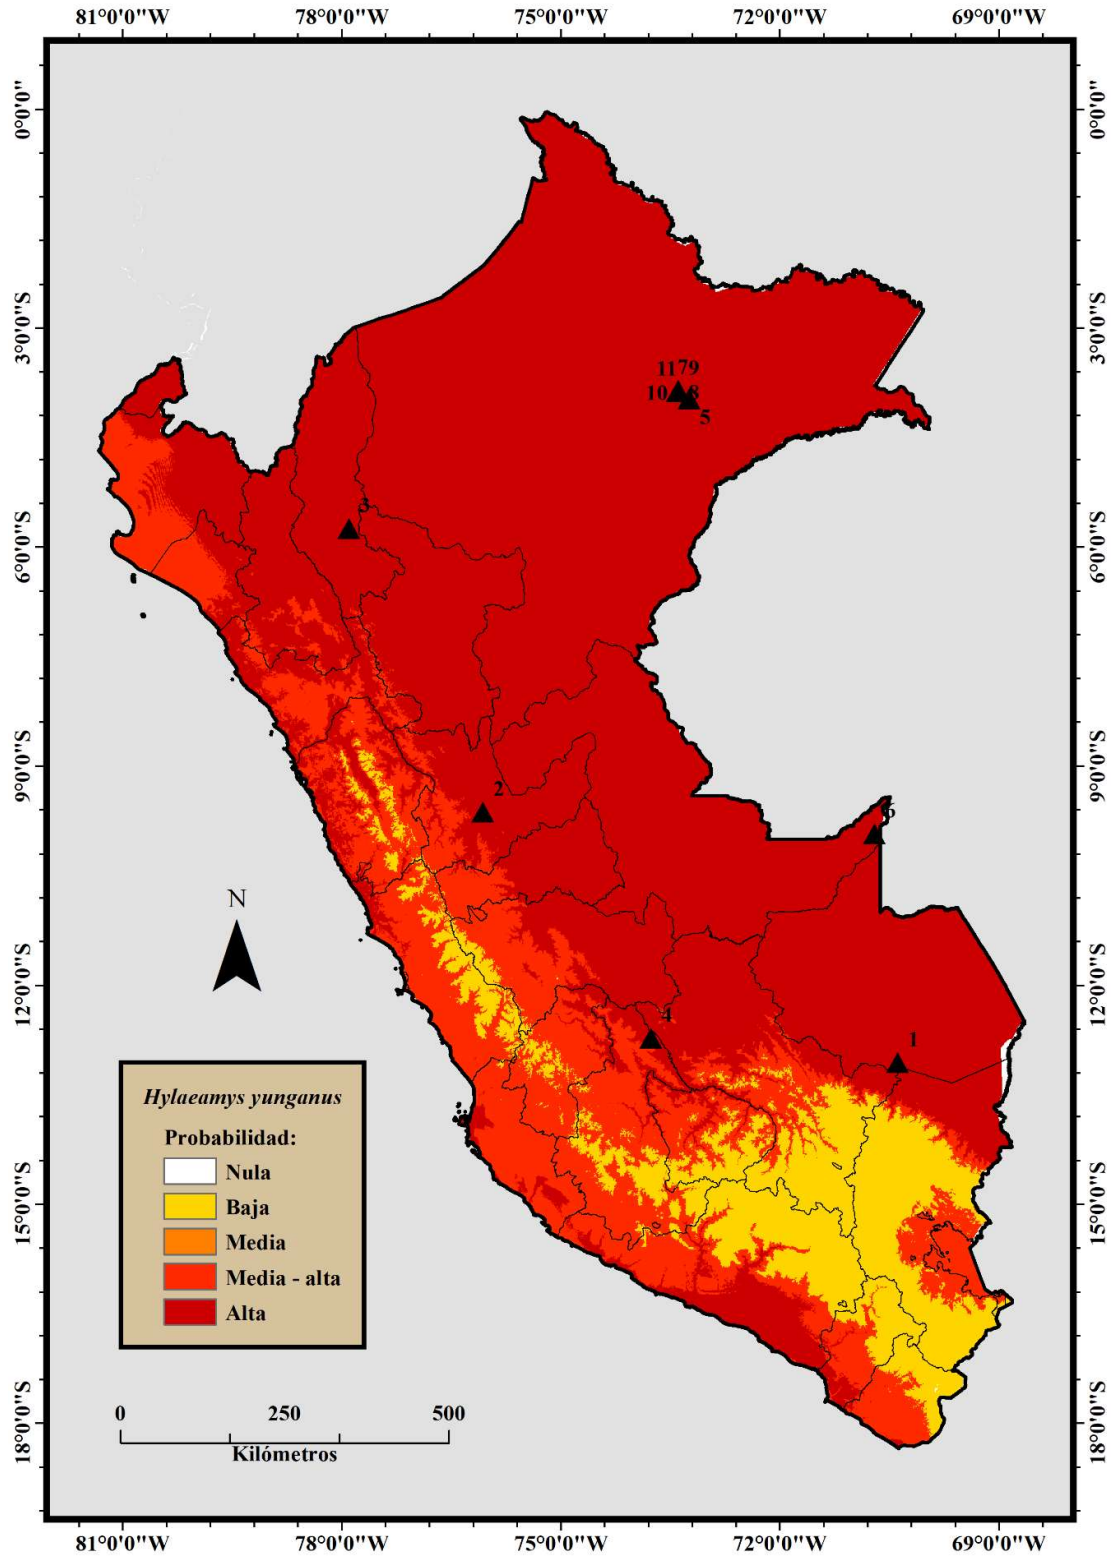 81°0'0"W 78°0'0"W 75°0'0"W 72°0'0"W 69°0'0"W
0°0'0" 0°0'0"
3°0'0"S 3°0'0"S
1179
10 8
5
3
6°0'0"S 6°0'0"S
2
9°0'0"S 9°0'0"S
6
N
12°0'0"S 12°0'0"S
4
1
Hylaeamys yunganus
Probabilidad:
Nula
Baja
Media
Media - alta
Alta
15°0'0"S 15°0'0"S
0 250 500
Kilómetros
18°0'0"S 18°0'0"S
81°0'0"W 78°0'0"W 75°0'0"W 72°0'0"W 69°0'0"W